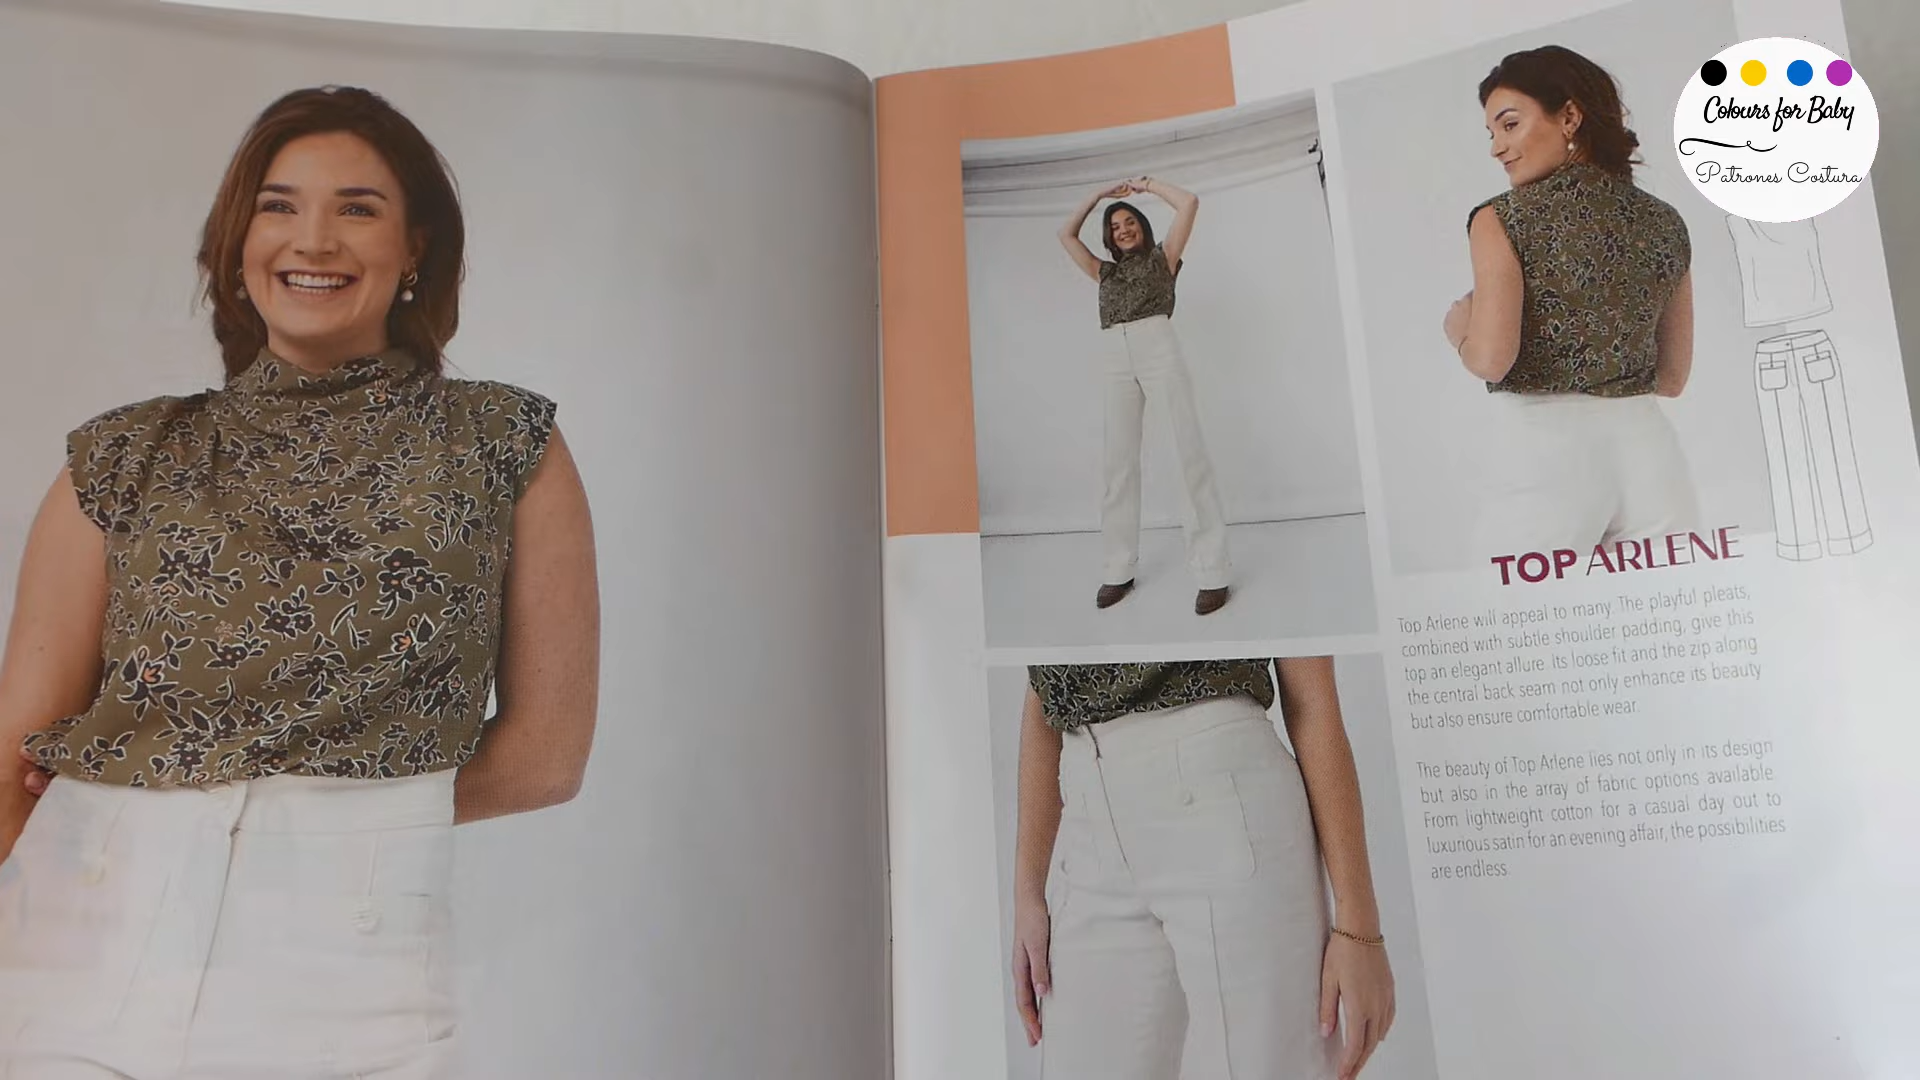 Colours for Baby
Patrones Costura
TOP ARLENE
Top Arlene will appeal to many. The playful pleats,
combined with subtle shoulder padding, give this
top an elegant allure. Its loose fit and the zip along
the central back seam not only enhance its beauty
but also ensure comfortable wear.
The beauty of Top Arlene lies not only in its design
but also in the array of fabric options available
From lightweight cotton for a casual day out to
luxurious satin for an evening affair, the possibilities
are endless.